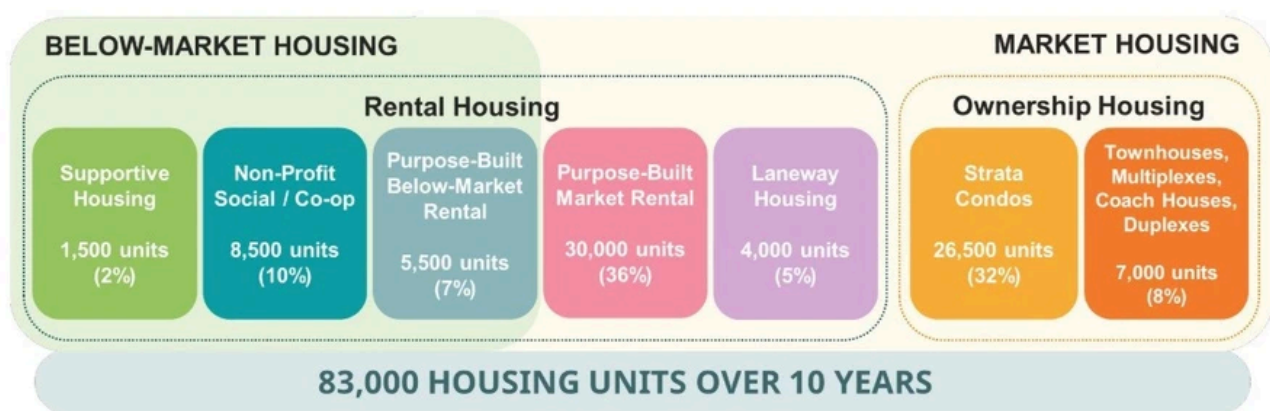 BELOW-MARKET HOUSING
MARKET HOUSING
Rental Housing
Ownership Housing
Supportive
Housing
1,500 units
(2%)
Non-Profit
Social / Co-op
8,500 units
(10%)
Purpose-Built
Below-Market
Rental
5,500 units
(7%)
Purpose-Built
Market Rental
30,000 units
(36%)
Laneway
Housing
4,000 units
(5%)
Strata
Condos
26,500 units
(32%)
Townhouses,
Multiplexes,
Coach Houses,
Duplexes
7,000 units
(8%)
83,000 HOUSING UNITS OVER 10 YEARS